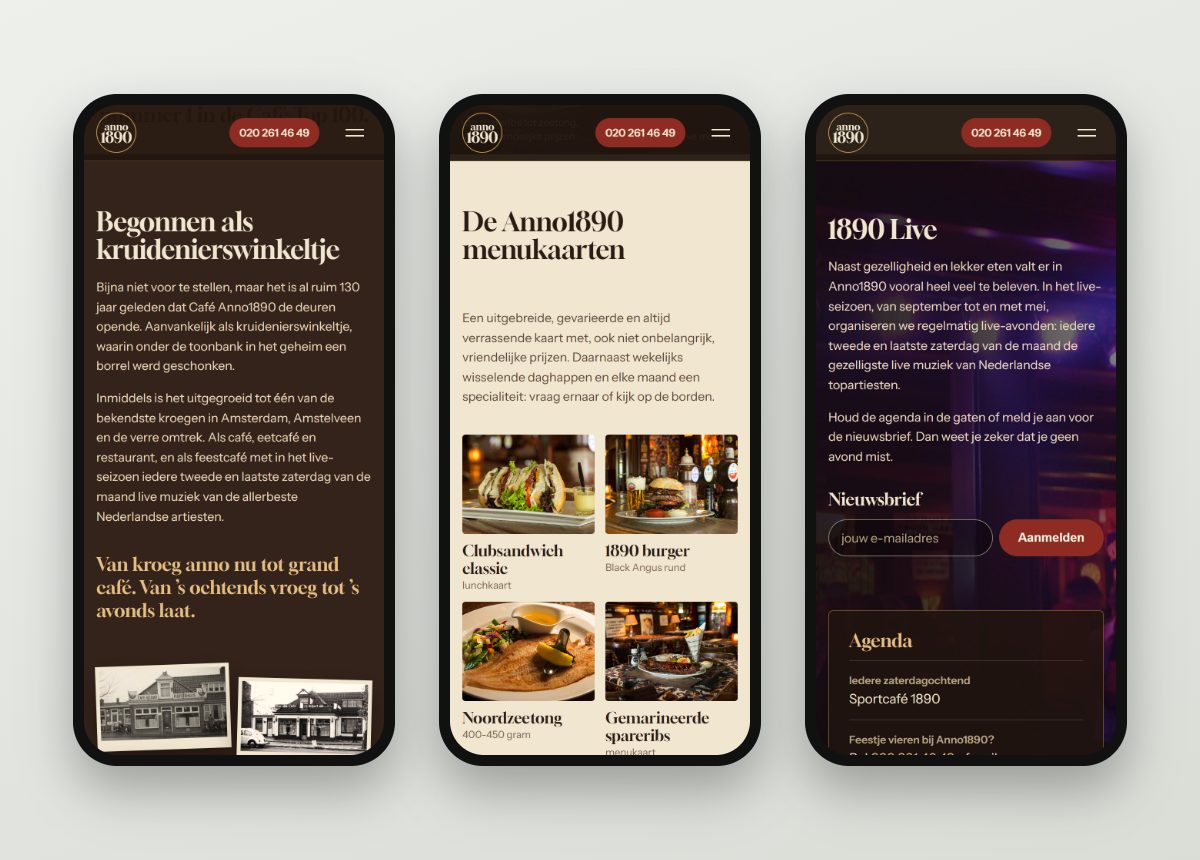 nummer 1 in de Café Top 100.
anno
1890
020 261 46 49
Begonnen als
kruidenierswinkeltje
Bijna niet voor te stellen, maar het is al ruim 130
jaar geleden dat Café Anno1890 de deuren
opende. Aanvankelijk als kruidenierswinkeltje,
waarin onder de toonbank in het geheim een
borrel werd geschonken.
Inmiddels is het uitgegroeid tot één van de
bekendste kroegen in Amsterdam, Amstelveen
en de verre omtrek. Als café, eetcafé en
restaurant, en als feestcafé met in het live-
seizoen iedere tweede en laatste zaterdag van de
maand live muziek van de allerbeste
Nederlandse artiesten.
Van kroeg anno nu tot grand
café. Van 's ochtends vroeg tot 's
avonds laat.
anno
1890
020 261 46 49
De Anno1890
menukaarten
Een uitgebreide, gevarieerde en altijd
verrassende kaart met, ook niet onbelangrijk,
vriendelijke prijzen. Daarnaast wekelijks
wisselende daghappen en elke maand een
specialiteit: vraag ernaar of kijk op de borden.
Clubsandwich
classic
lunchkaart
1890 burger
Black Angus rund
Noordzeetong
400-450 gram
Gemarineerde
spareribs
menukaart
anno
1890
020 261 46 49
1890 Live
Naast gezelligheid en lekker eten valt er in
Anno1890 vooral heel veel te beleven. In het live-
seizoen, van september tot en met mei,
organiseren we regelmatig live-avonden: iedere
tweede en laatste zaterdag van de maand de
gezelligste live muziek van Nederlandse
topartiesten.
Houd de agenda in de gaten of meld je aan voor
de nieuwsbrief. Dan weet je zeker dat je geen
avond mist.
Nieuwsbrief
jouw e-mailadres
Aanmelden
Agenda
Iedere zaterdagochtend
Sportcafé 1890
Feestje vieren bij Anno1890?